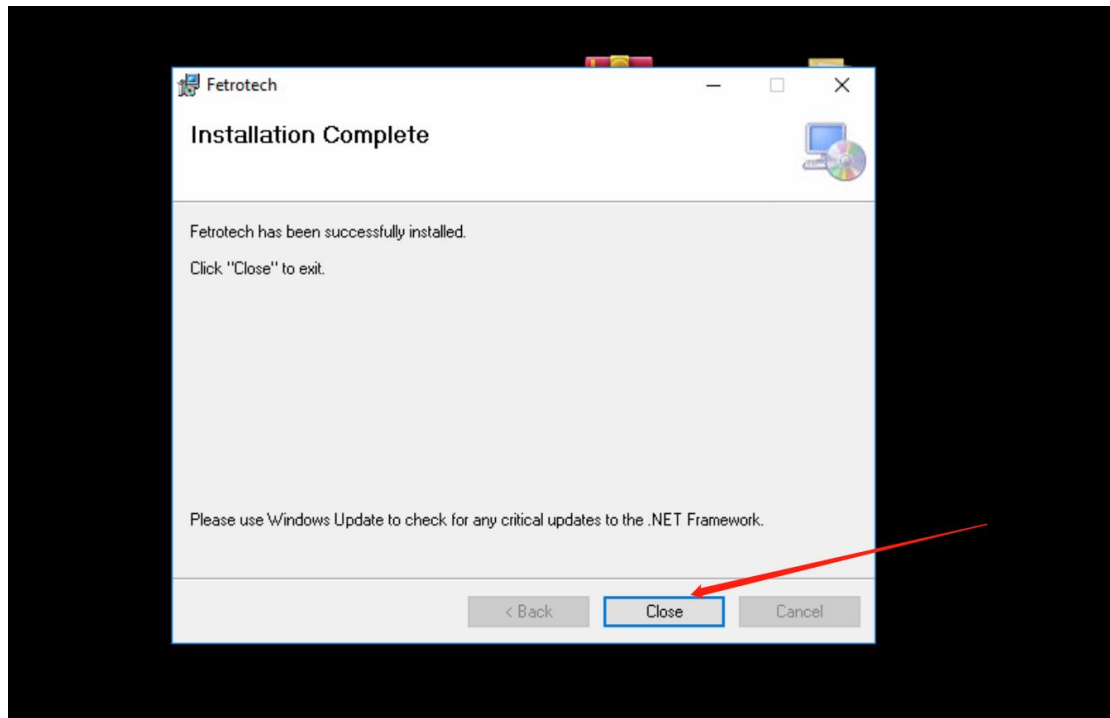 Fetrotech
Installation Complete
Fetrotech has been successfully installed.
Click "Close" to exit.
Please use Windows Update to check for any critical updates to the .NET Framework.
< Back
Close
Cancel